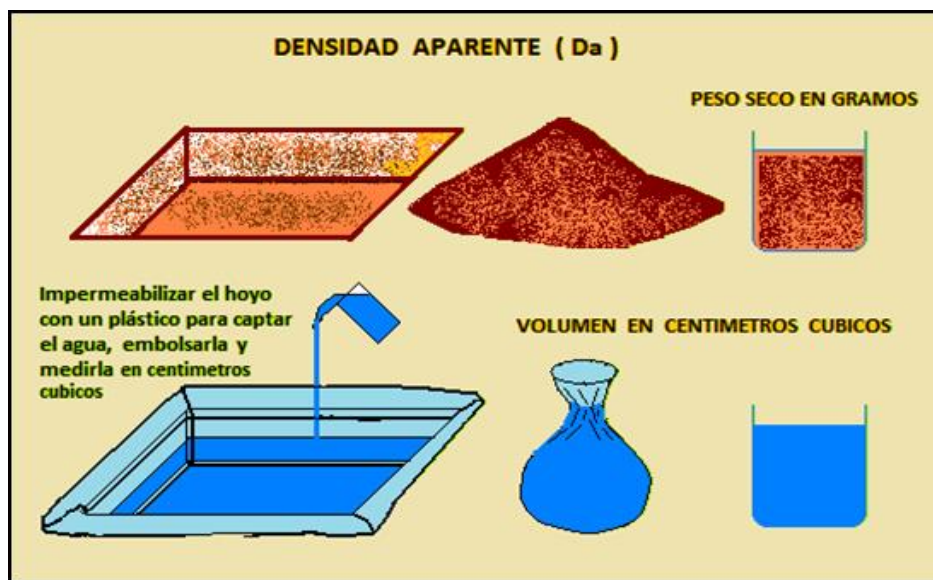 DENSIDAD APARENTE ( Da )
PESO SECO EN GRAMOS
Impermeabilizar el hoyo
con un plástico para captar
el agua, embolsarla y
medirla en centimetros
cubicos
VOLUMEN EN CENTIMETROS CUBICOS